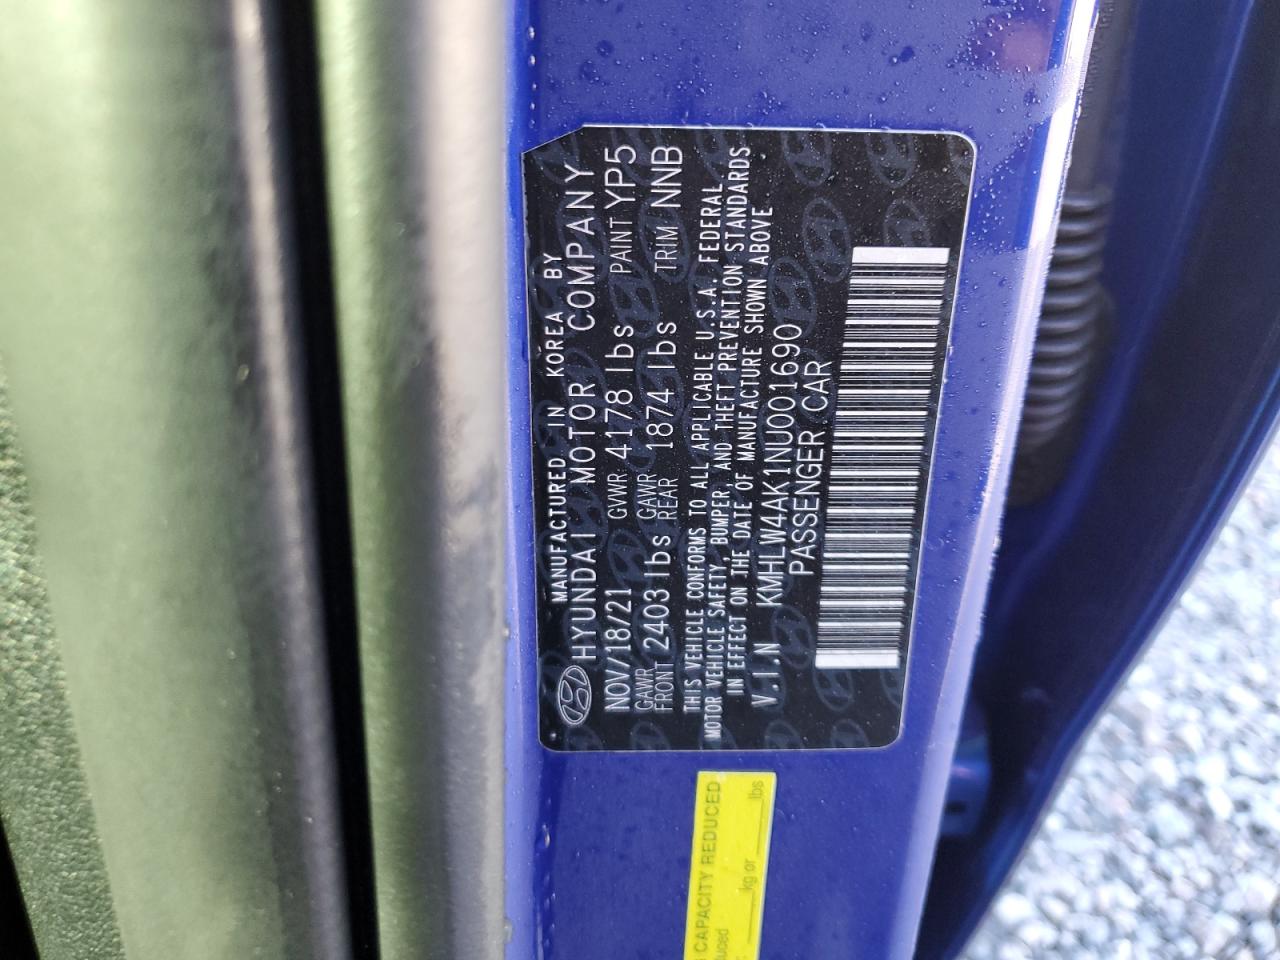 MANUFACTURED IN KOREA BY
HYUNDAI MOTOR COMPANY
NOV/18/21 GVWR 4178 lbs PAINT YP5
GAWR FRONT 2403 lbs GAWR REAR 1874 lbs TRIM NNB
THIS VEHICLE CONFORMS TO ALL APPLICABLE U.S.A. FEDERAL
MOTOR VEHICLE SAFETY, BUMPER, AND THEFT PREVENTION STANDARDS
IN EFFECT ON THE DATE OF MANUFACTURE SHOWN ABOVE
V.I.N KMHLW4AK1NU001690
PASSENGER CAR
CAPACITY REDUCED
kg or lbs